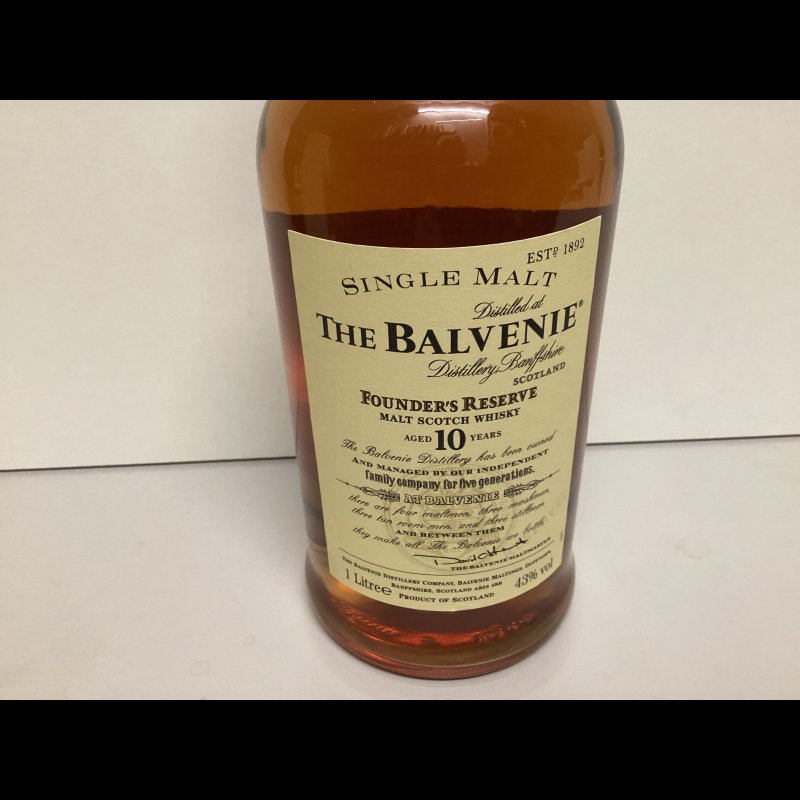 ESTD 1892
SINGLE MALT
Distilled at
THE BALVENIE®
Distillery, Banffshire
SCOTLAND
FOUNDER'S RESERVE
MALT SCOTCH WHISKY
AGED 10 YEARS
The Balvenie Distillery has been owned
AND MANAGED BY OUR INDEPENDENT
family company for five generations.
AT BALVENIE
there are four maltmen, three mashmen,
three tun room men, and three stillmen
AND BETWEEN THEM
they make all The Balvenie we bottle.
THE BALVENIE MALTMASTER
THE BALVENIE DISTILLERY COMPANY, BALVENIE MALTINGS, DUFFTOWN,
BANFFSHIRE, SCOTLAND AB55 4BB
1 Litre e PRODUCT OF SCOTLAND 43% vol